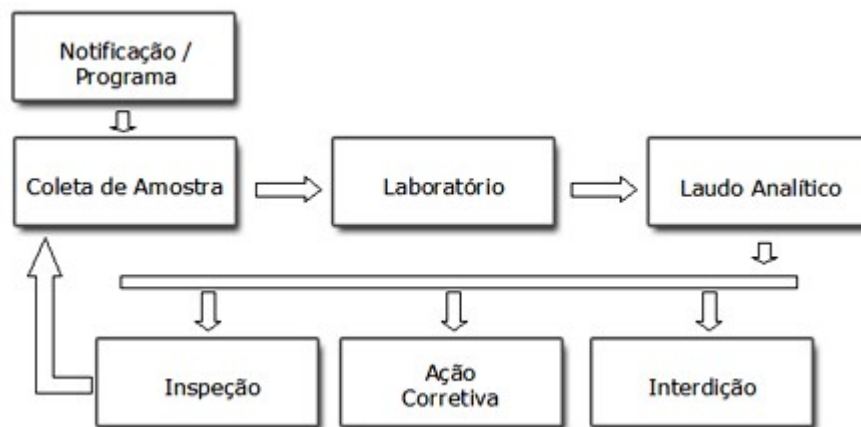 Notificação /
Programa
Coleta de Amostra
Laboratório
Laudo Analítico
Inspeção
Ação
Corretiva
Interdição